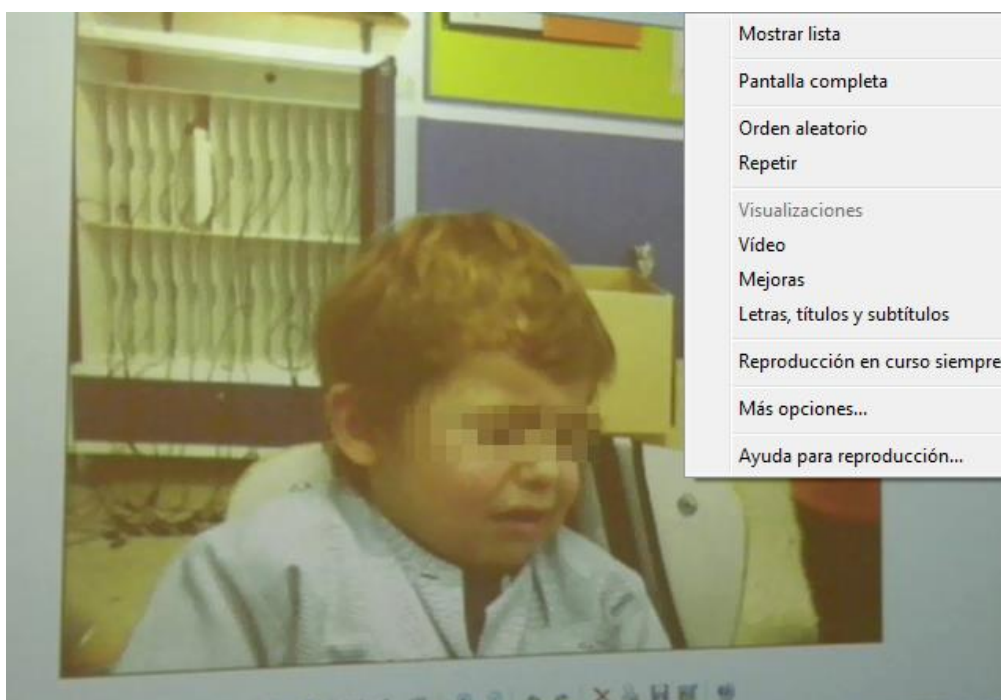 Mostrar lista
Pantalla completa
Orden aleatorio
Repetir
Visualizaciones
Vídeo
Mejoras
Letras, títulos y subtítulos
Reproducción en curso siempre
Más opciones...
Ayuda para reproducción...